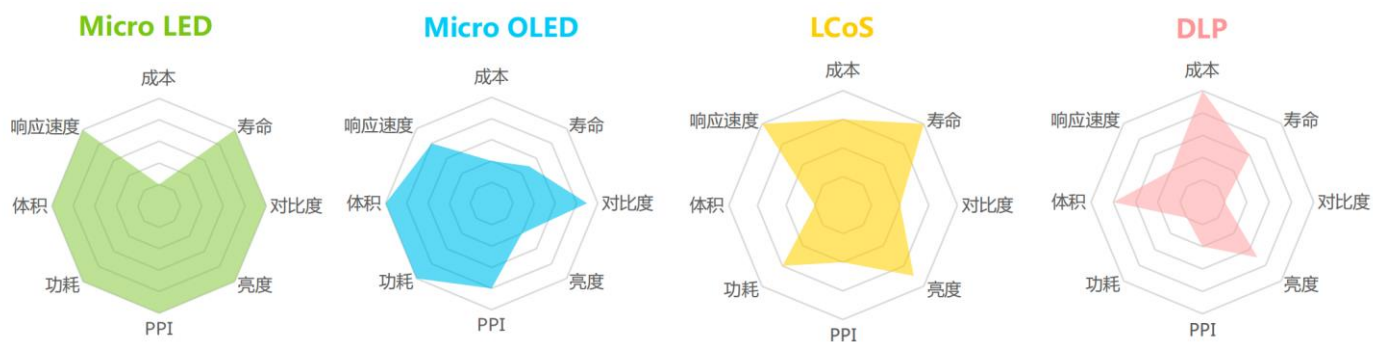 Micro LED
成本
响应速度
寿命
体积
对比度
功耗
亮度
PPI
Micro OLED
成本
响应速度
寿命
体积
对比度
功耗
亮度
PPI
LCoS
成本
响应速度
寿命
体积
对比度
功耗
亮度
PPI
DLP
成本
响应速度
寿命
体积
对比度
功耗
亮度
PPI